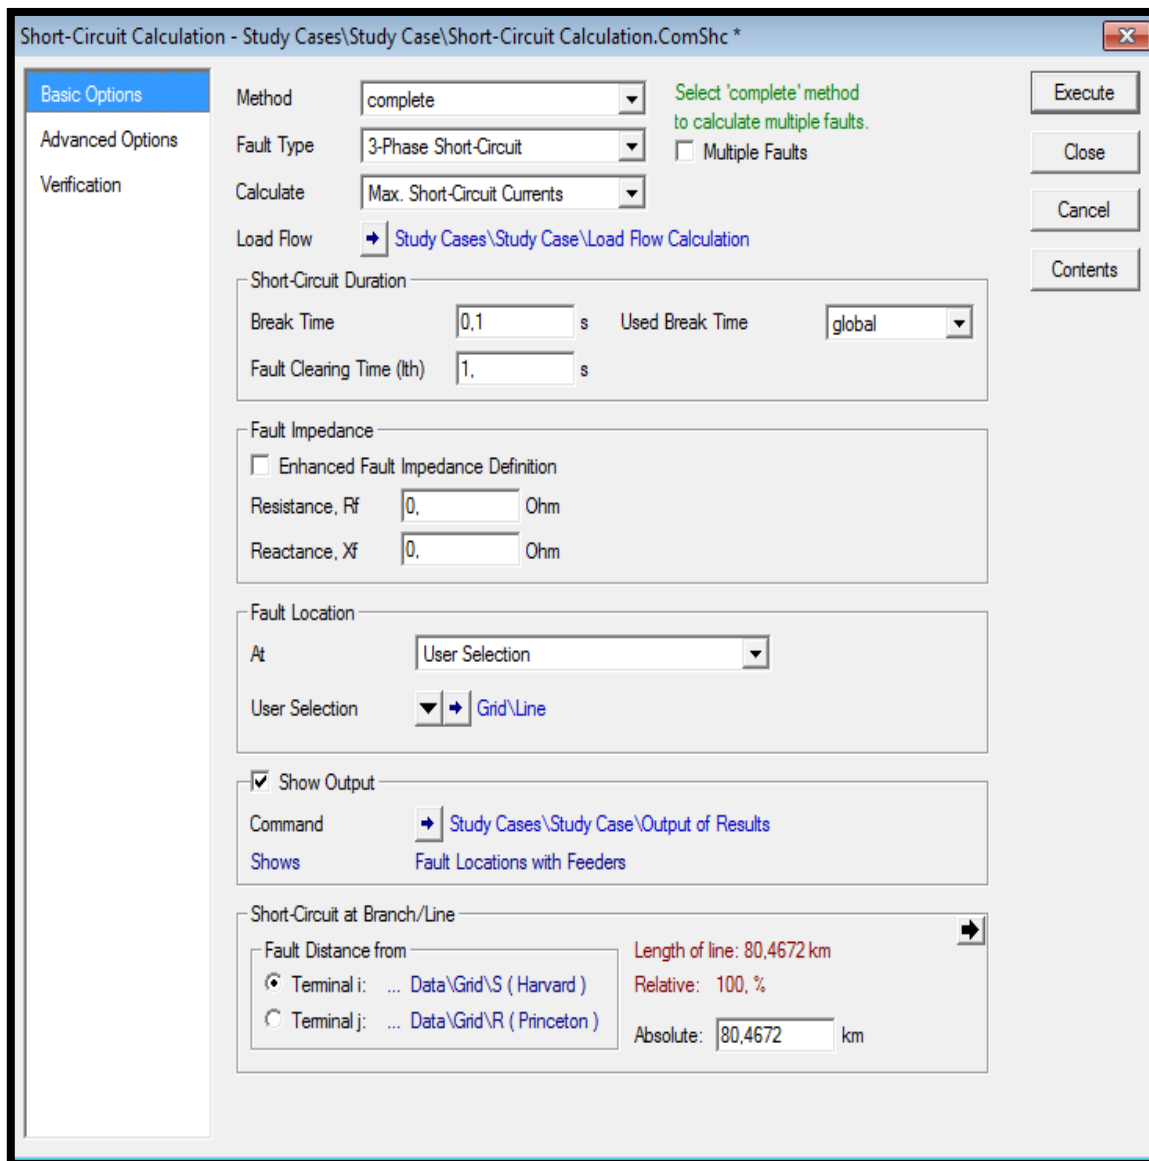 Short-Circuit Calculation - Study Cases\Study Case\Short-Circuit Calculation.ComShc *
Basic Options
Advanced Options
Verification
Method complete
Select 'complete' method
to calculate multiple faults.
Fault Type 3-Phase Short-Circuit
Multiple Faults
Calculate Max. Short-Circuit Currents
Load Flow Study Cases\Study Case\Load Flow Calculation
Execute
Close
Cancel
Contents
Short-Circuit Duration
Break Time 0,1 s Used Break Time global
Fault Clearing Time (Ith) 1, s
Fault Impedance
Enhanced Fault Impedance Definition
Resistance, Rf 0, Ohm
Reactance, Xf 0, Ohm
Fault Location
At User Selection
User Selection Grid\Line
Show Output
Command Study Cases\Study Case\Output of Results
Shows Fault Locations with Feeders
Short-Circuit at Branch/Line
Fault Distance from
Terminal i: ... Data\Grid\S ( Harvard )
Terminal j: ... Data\Grid\R ( Princeton )
Length of line: 80,4672 km
Relative: 100, %
Absolute: 80,4672 km